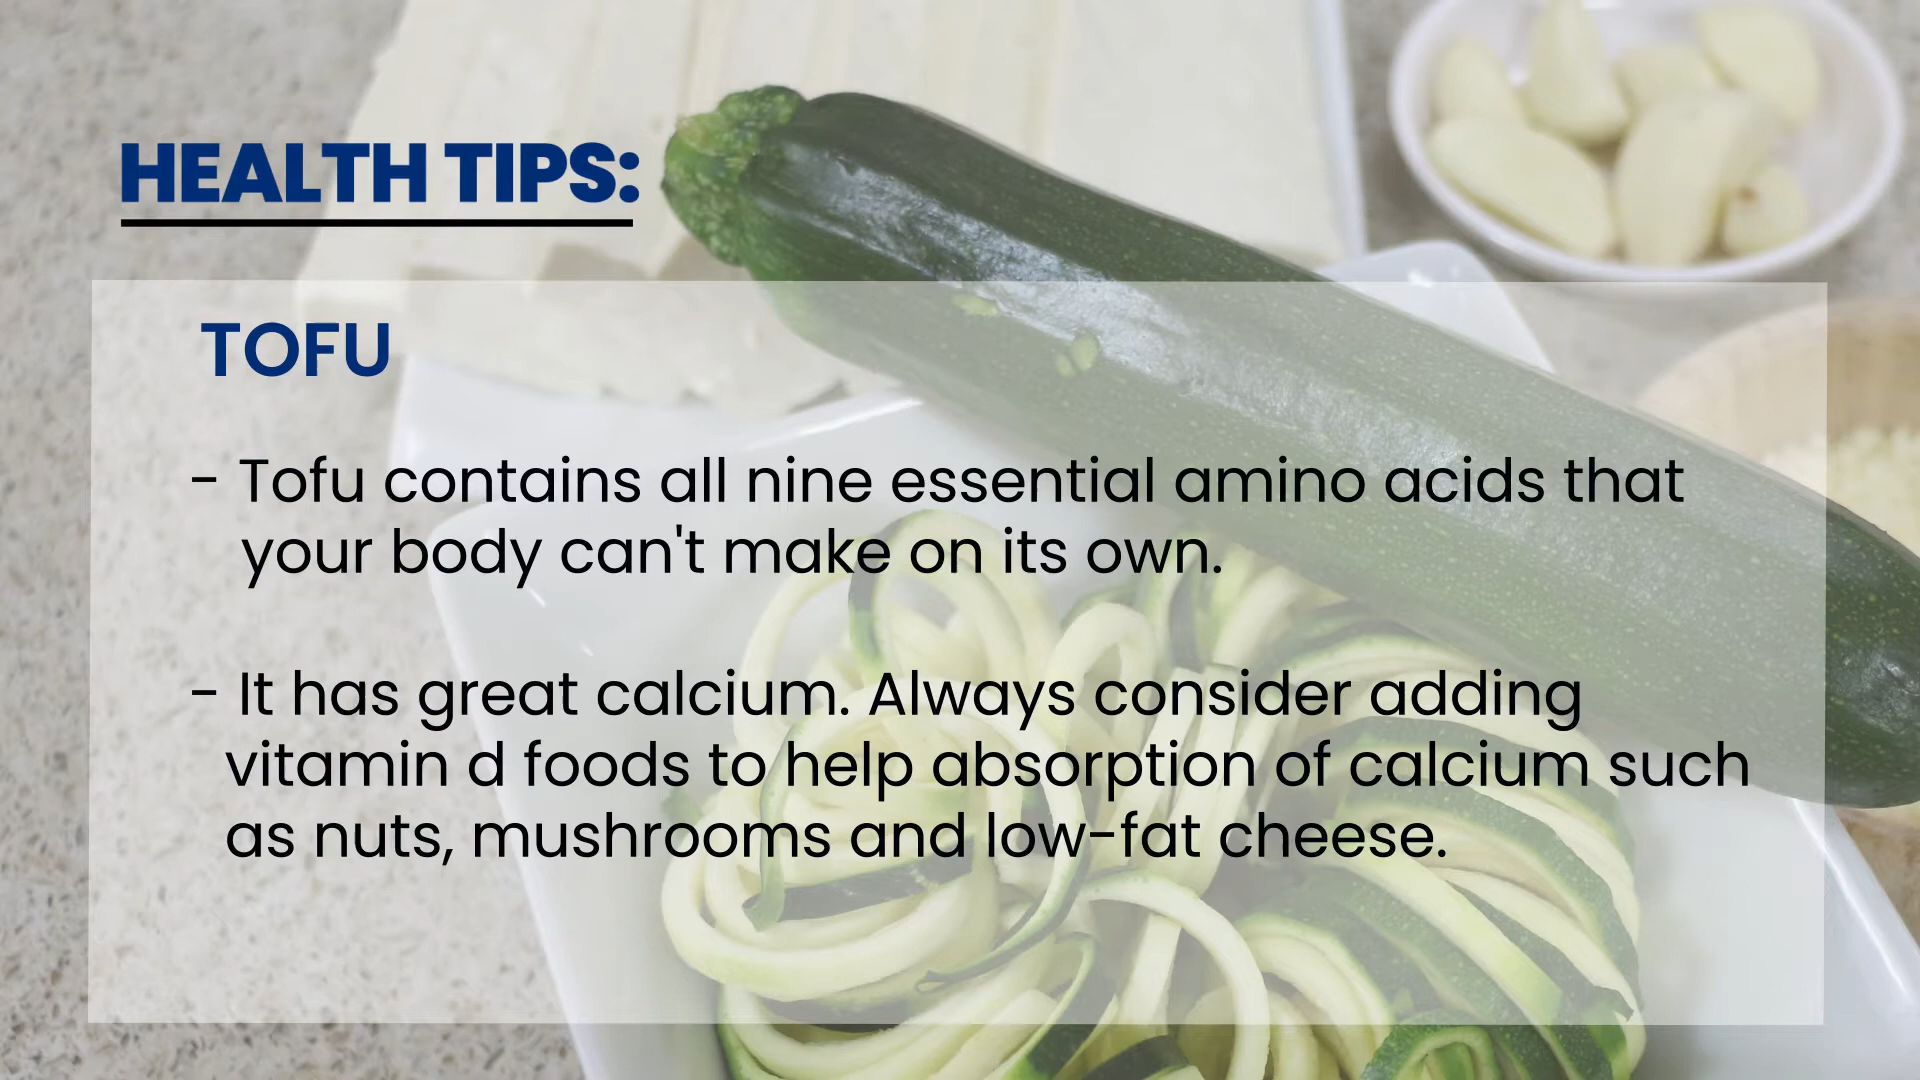 HEALTH TIPS:
TOFU
- Tofu contains all nine essential amino acids that
your body can't make on its own.
- It has great calcium. Always consider adding
vitamin d foods to help absorption of calcium such
as nuts, mushrooms and low-fat cheese.